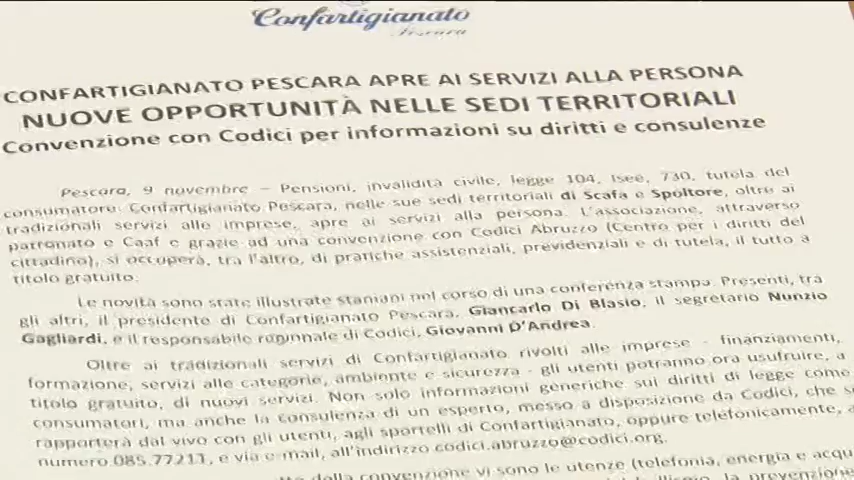 Confartigianato
Pescara
CONFARTIGIANATO PESCARA APRE AI SERVIZI ALLA PERSONA
NUOVE OPPORTUNITÀ NELLE SEDI TERRITORIALI
Convenzione con Codici per informazioni su diritti e consulenze
Pescara, 9 novembre – Pensioni, invalidità civile, legge 104, Isee, 730, tutela del
consumatore: Confartigianato Pescara, nelle sue sedi territoriali di Scafa e Spoltore, oltre ai
tradizionali servizi alle imprese, apre ai servizi alla persona. L'associazione, attraverso
patronato e Caaf e grazie ad una convenzione con Codici Abruzzo (Centro per i diritti del
cittadino), si occuperà, tra l'altro, di pratiche assistenziali, previdenziali e di tutela, il tutto a
titolo gratuito.
Le novità sono state illustrate stamani nel corso di una conferenza stampa. Presenti, tra
gli altri, il presidente di Confartigianato Pescara, Giancarlo Di Blasio, il segretario Nunzio
Gagliardi, e il responsabile regionale di Codici, Giovanni D'Andrea.
Oltre ai tradizionali servizi di Confartigianato rivolti alle imprese - finanziamenti,
formazione, servizi alle categorie, ambiente e sicurezza - gli utenti potranno ora usufruire, a
titolo gratuito, di nuovi servizi. Non solo informazioni generiche sui diritti di legge come
consumatori, ma anche la consulenza di un esperto, messo a disposizione da Codici, che s
rapporterà dal vivo con gli utenti, agli sportelli di Confartigianato, oppure telefonicamente, a
numero 085.77211, e via e-mail, all'indirizzo codici.abruzzo@codici.org.
della convenzione vi sono le utenze (telefonia, energia e acqu
la prevenzione